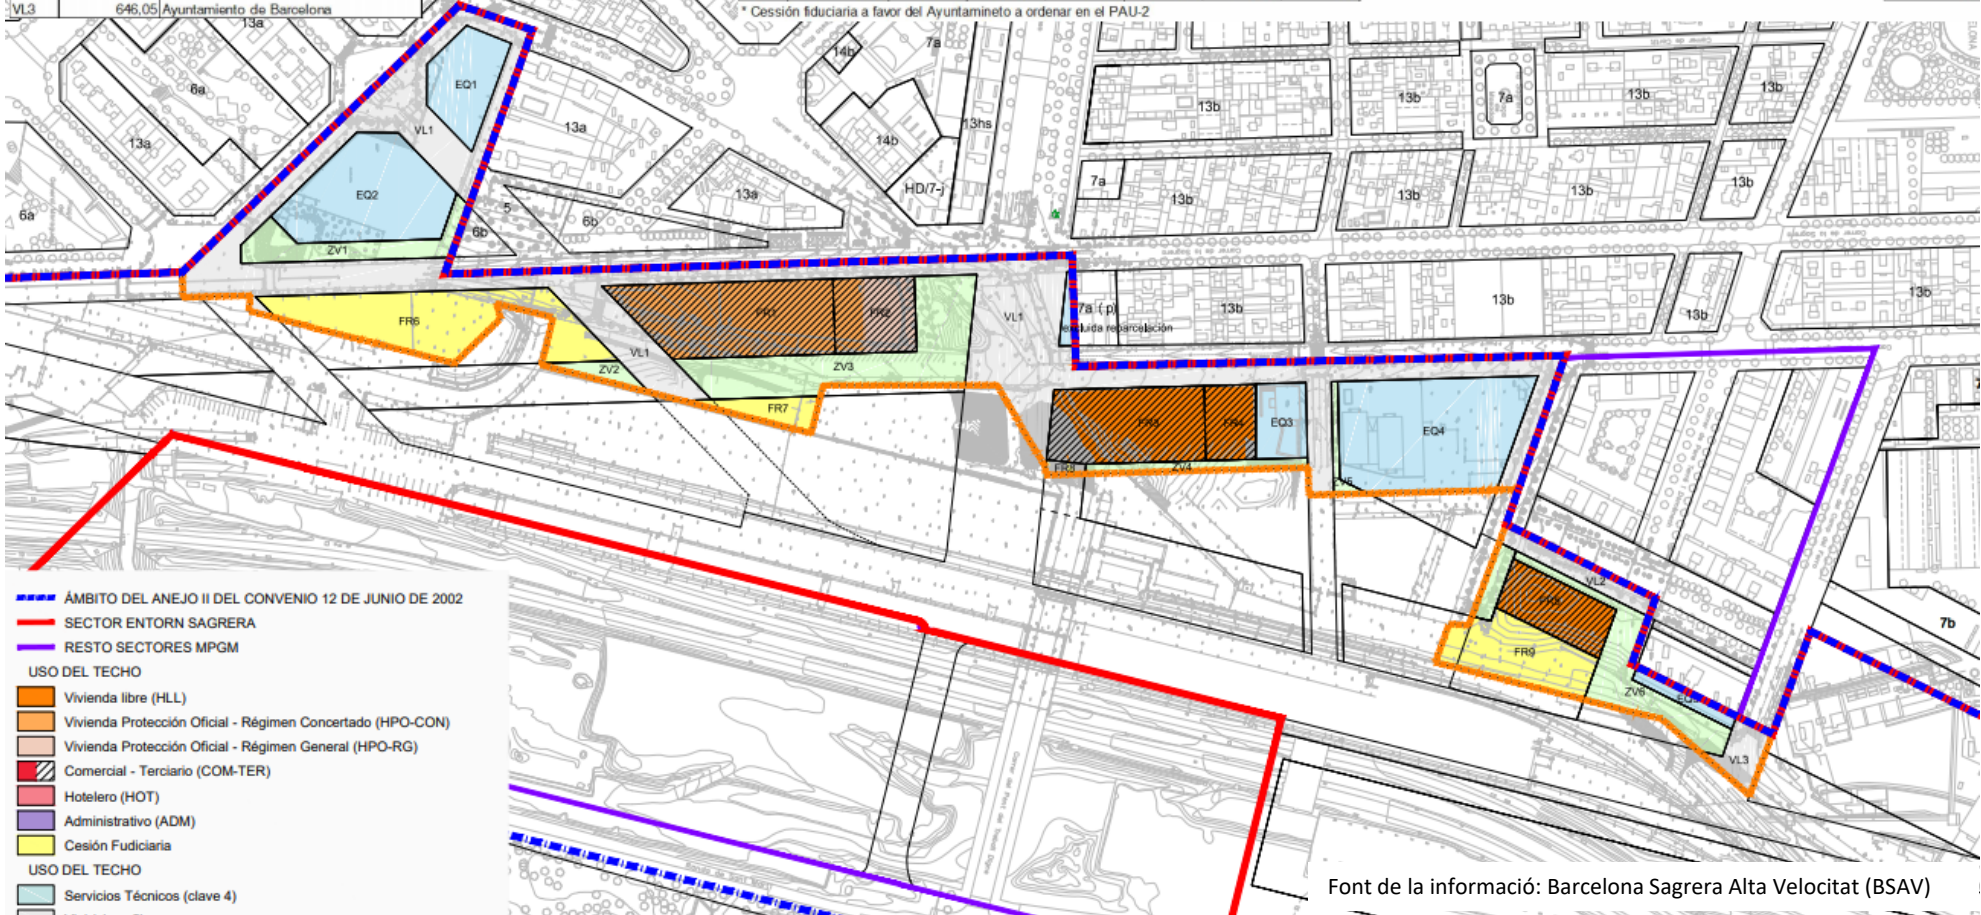 VL3 646,05 Ayuntamiento de Barcelona
* Cessión fiduciaria a favor del Ayuntamineto a ordenar en el PAU-2
13a
14b
7a
6a
EQ1
13b
13b
7a
13b
13b
VL1
13a
13hs
14b
13a
EQ2
13a
HD/7-j
7a
13b
13b
13b
13b
6a
5
6b
6b
ZV1
FR6
FR1
FR2
VL1
7a (p)
13b
13b
13b
13b
excluida reparcelación
VL1
ZV2
ZV3
FR7
FR3
FR4
EQ3
EQ4
FR8
ZV4
ZV5
VL2
FR5
7b
FR9
ZV6
EQ5
VL3
ÁMBITO DEL ANEJO II DEL CONVENIO 12 DE JUNIO DE 2002
SECTOR ENTORN SAGRERA
RESTO SECTORES MPGM
USO DEL TECHO
Vivienda libre (HLL)
Vivienda Protección Oficial - Régimen Concertado (HPO-CON)
Vivienda Protección Oficial - Régimen General (HPO-RG)
Comercial - Terciario (COM-TER)
Hotelero (HOT)
Administrativo (ADM)
Cesión Fudiciaria
USO DEL TECHO
Servicios Técnicos (clave 4)
Font de la informació: Barcelona Sagrera Alta Velocitat (BSAV)